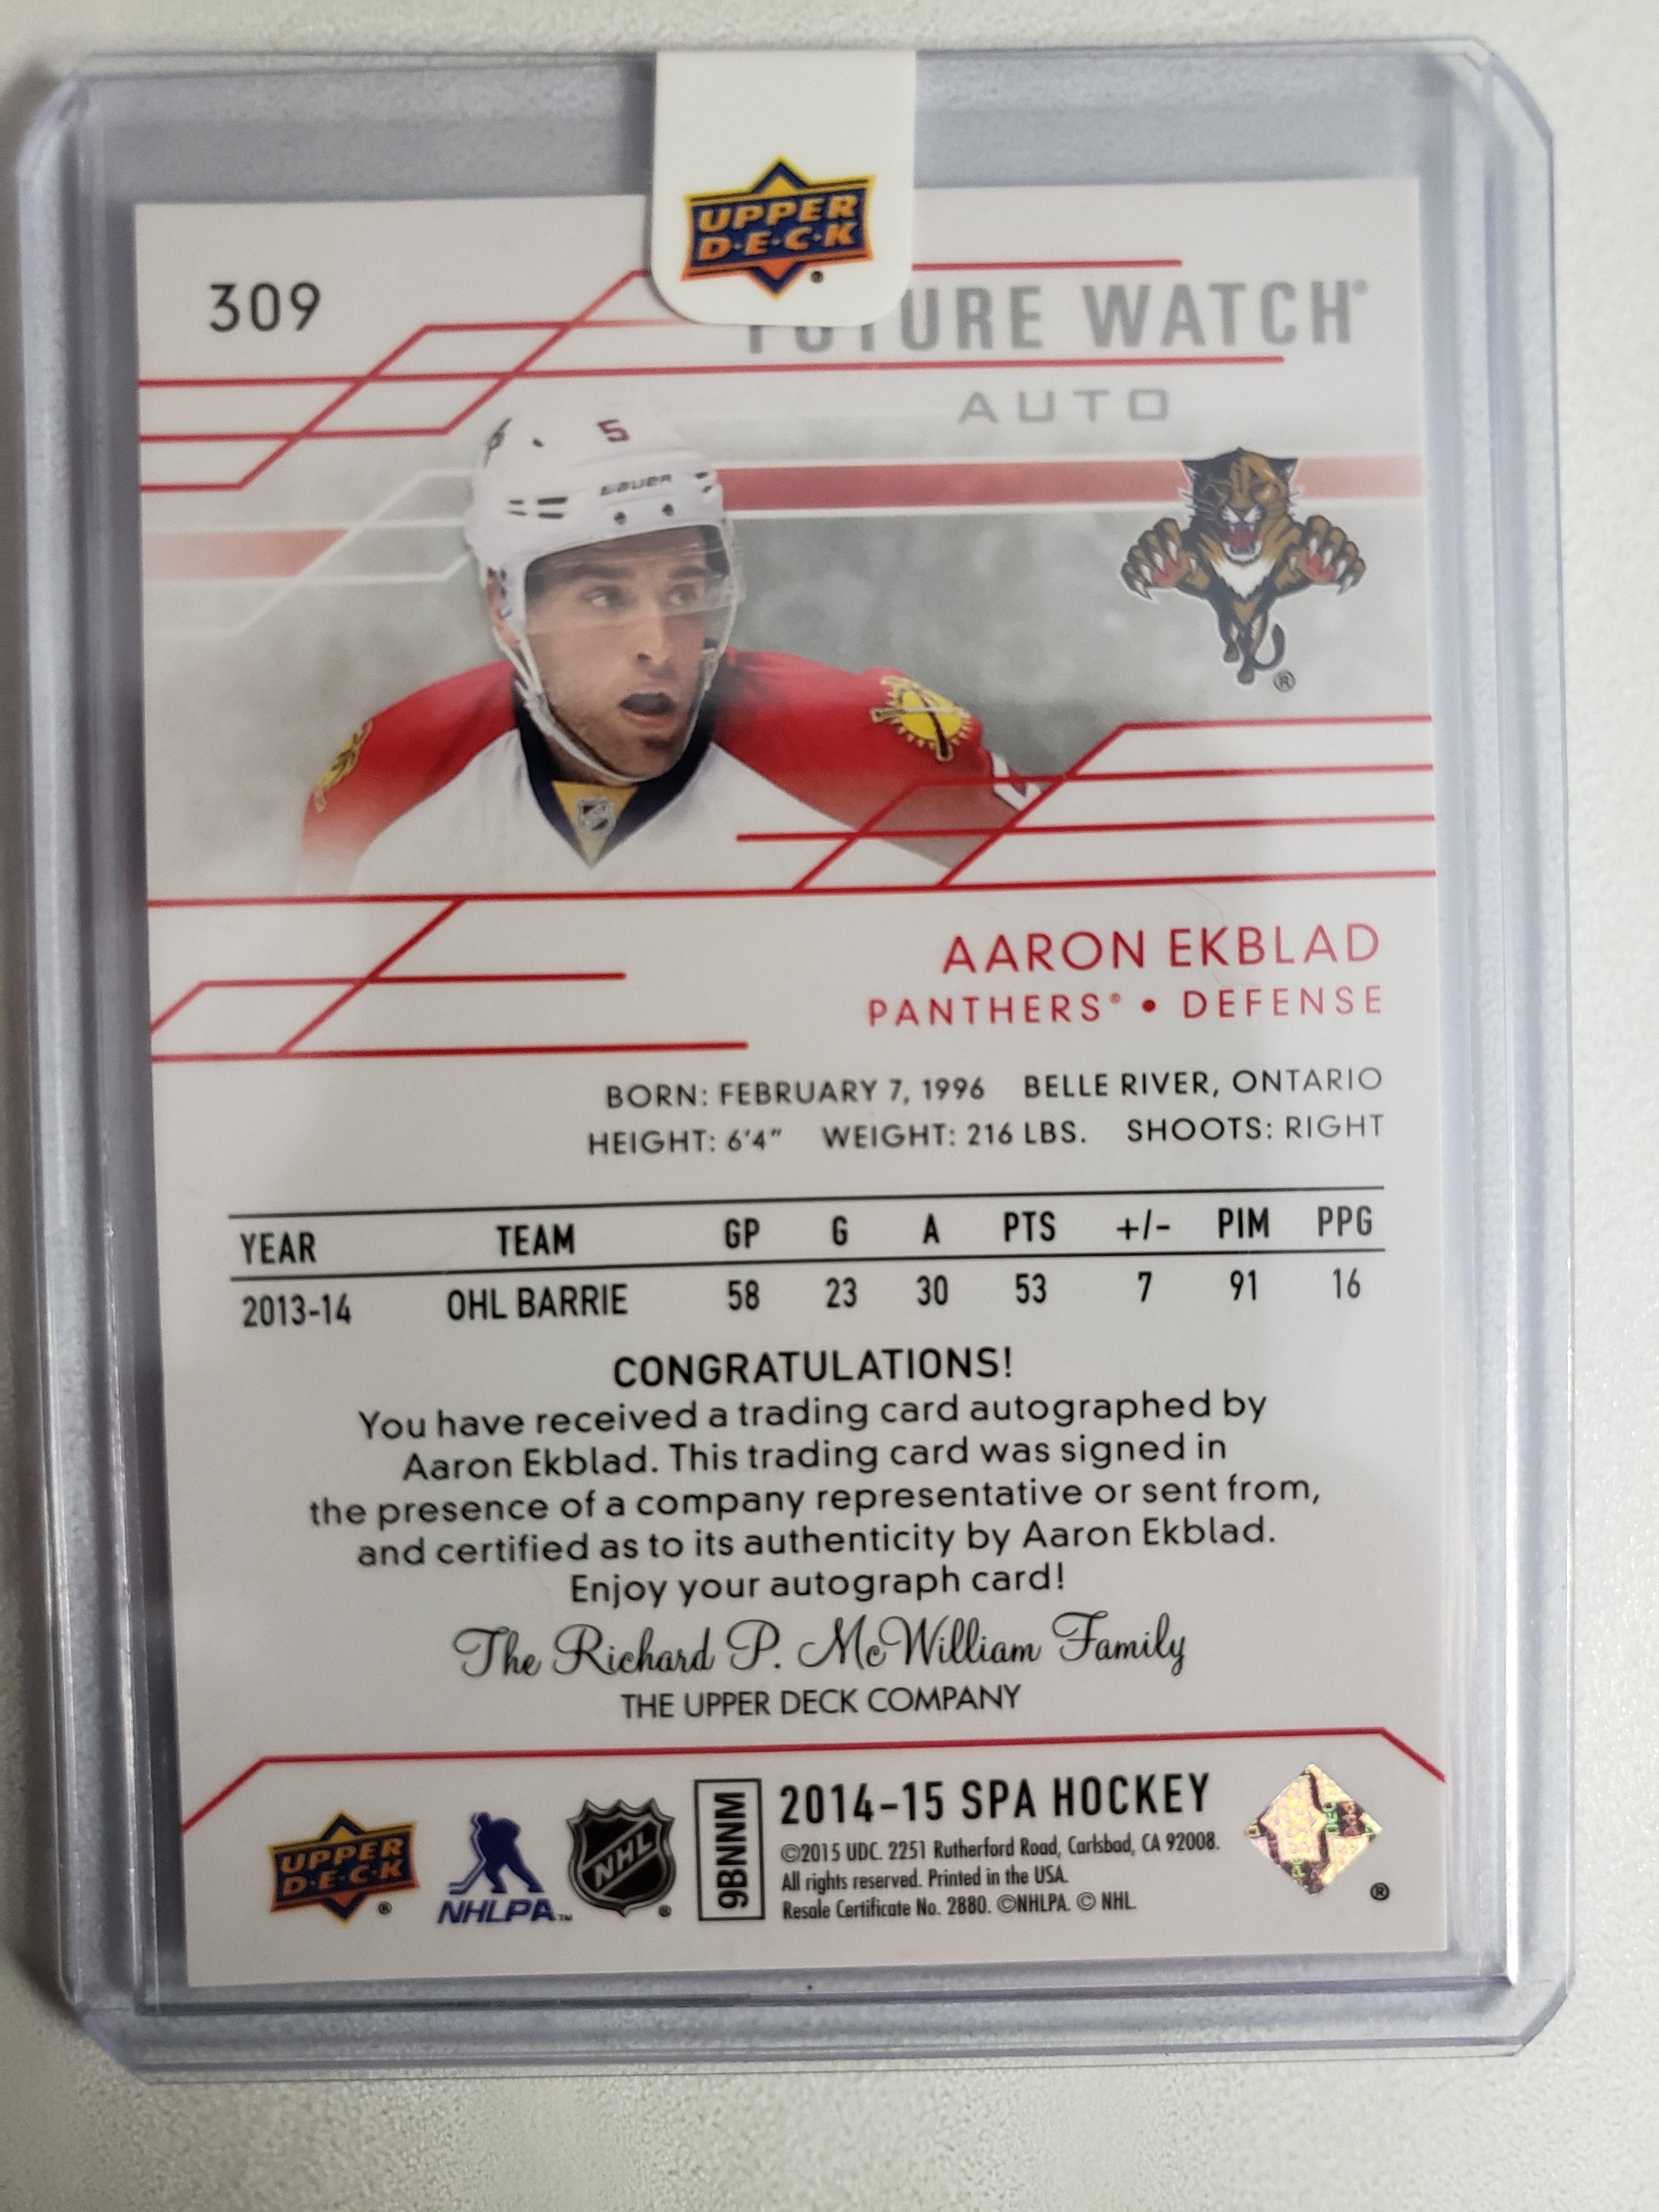 UPPER
D·E·C·K
309
FUTURE WATCH®
AUTO
5
BAUER
®
AARON EKBLAD
PANTHERS® • DEFENSE
BORN: FEBRUARY 7, 1996 BELLE RIVER, ONTARIO
HEIGHT: 6'4" WEIGHT: 216 LBS. SHOOTS: RIGHT
YEAR TEAM GP G A PTS +/- PIM PPG
2013-14 OHL BARRIE 58 23 30 53 7 91 16
CONGRATULATIONS!
You have received a trading card autographed by
Aaron Ekblad. This trading card was signed in
the presence of a company representative or sent from,
and certified as to its authenticity by Aaron Ekblad.
Enjoy your autograph card!
The Richard P. McWilliam Family
THE UPPER DECK COMPANY
UPPER
D·E·C·K
®
NHLPA™
NHL
®
9BNNM
2014-15 SPA HOCKEY
©2015 UDC. 2251 Rutherford Road, Carlsbad, CA 92008.
All rights reserved. Printed in the USA.
Resale Certificate No. 2880. ©NHLPA. © NHL.
®